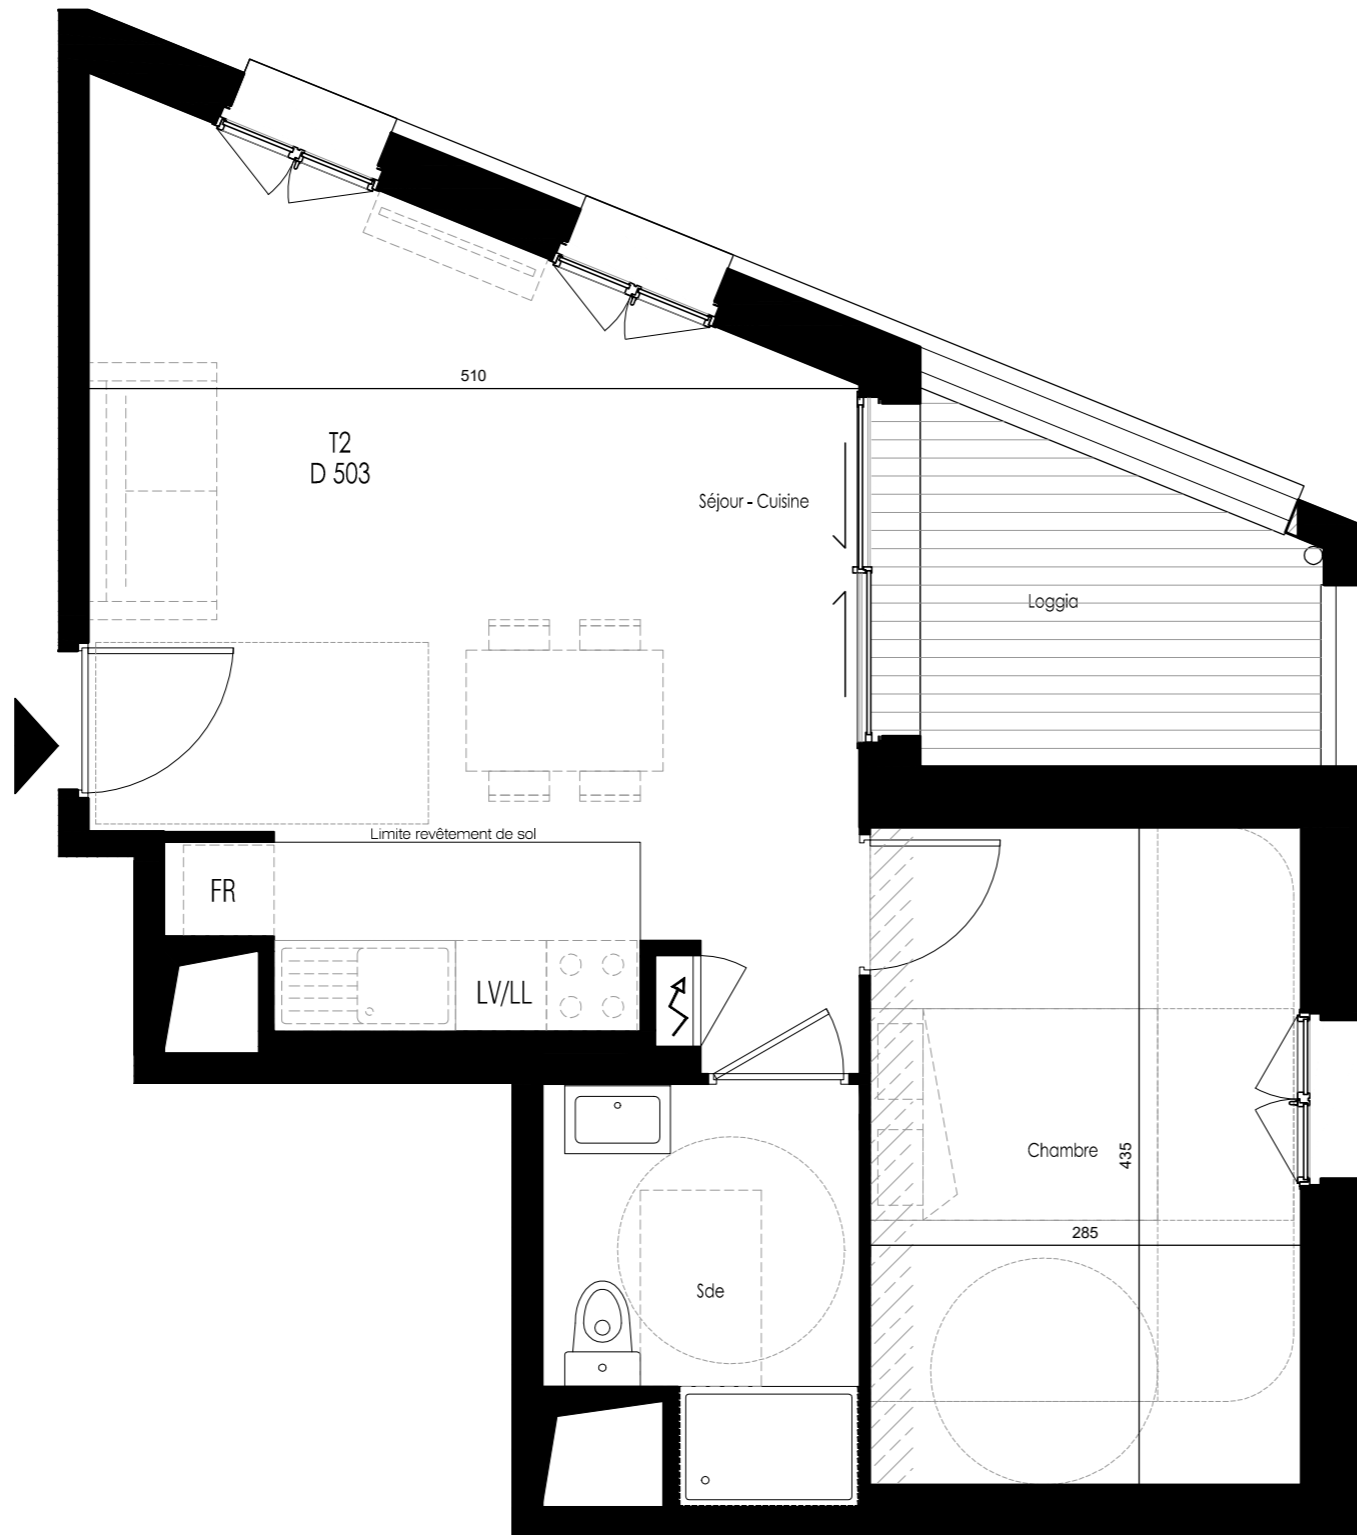 510
T2
D 503
Séjour - Cuisine
Loggia
Limite revêtement de sol
FR
LV/LL
Chambre
435
285
Sde